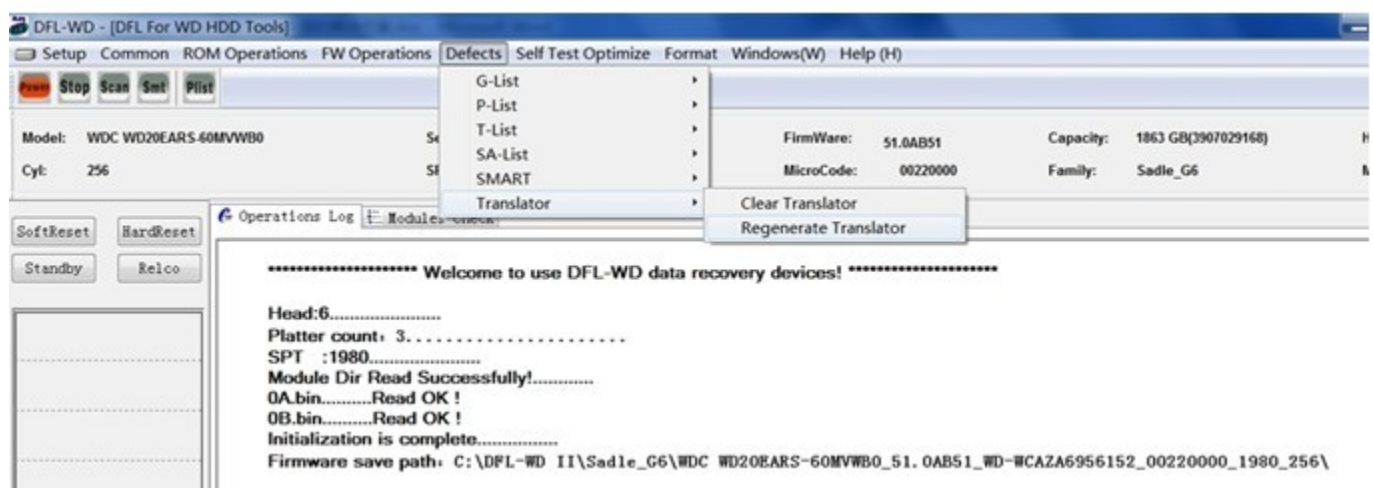 DFL-WD - [DFL For WD HDD Tools]
Setup Common ROM Operations FW Operations Defects Self Test Optimize Format Windows(W) Help (H)
Power Stop Scan Smt Plist
G-List
P-List
T-List
SA-List
SMART
Translator
Clear Translator
Regenerate Translator
Model: WDC WD20EARS-60MVWB0 FirmWare: 51.0AB51 Capacity: 1863 GB(3907029168)
Cyl: 256 MicroCode: 00220000 Family: Sadle_G6
SoftReset HardReset
Standby Relco
Operations Log Modules Check
********************** Welcome to use DFL-WD data recovery devices! **********************
Head:6.......................
Platter count: 3.......................
SPT :1980.......................
Module Dir Read Successfully!.............
0A.bin..........Read OK !
0B.bin..........Read OK !
Initialization is complete.................
Firmware save path: C:\DFL-WD II\Sadle_G6\WDC WD20EARS-60MVWB0_51.0AB51_WD-WCAZA6956152_00220000_1980_256\